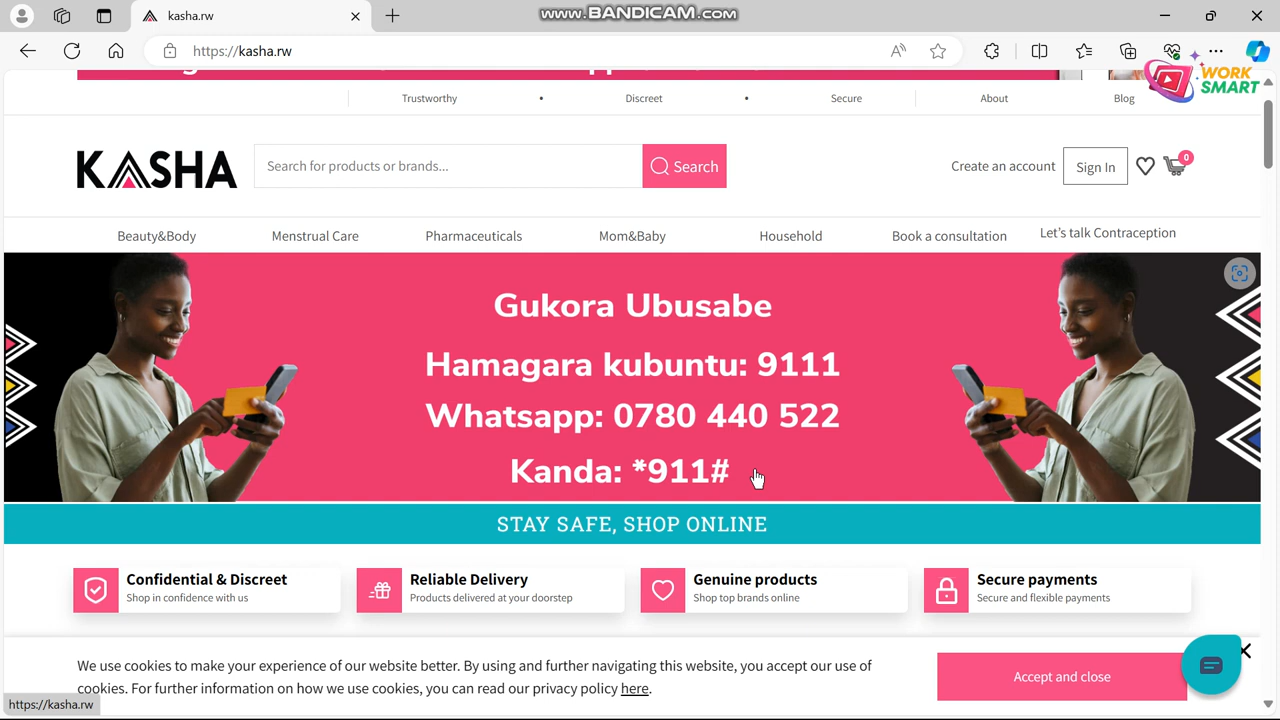 kasha.rw
www.BANDICAM.com
https://kasha.rw
WORK
SMART
Trustworthy • Discreet • Secure About Blog
KASHA
Search for products or brands...
Search
Create an account
Sign In
0
Beauty&Body Menstrual Care Pharmaceuticals Mom&Baby Household Book a consultation Let's talk Contraception
Gukora Ubusabe
Hamagara kubuntu: 9111
Whatsapp: 0780 440 522
Kanda: *911#
STAY SAFE, SHOP ONLINE
Confidential & Discreet
Shop in confidence with us
Reliable Delivery
Products delivered at your doorstep
Genuine products
Shop top brands online
Secure payments
Secure and flexible payments
We use cookies to make your experience of our website better. By using and further navigating this website, you accept our use of
cookies. For further information on how we use cookies, you can read our privacy policy here.
Accept and close
https://kasha.rw